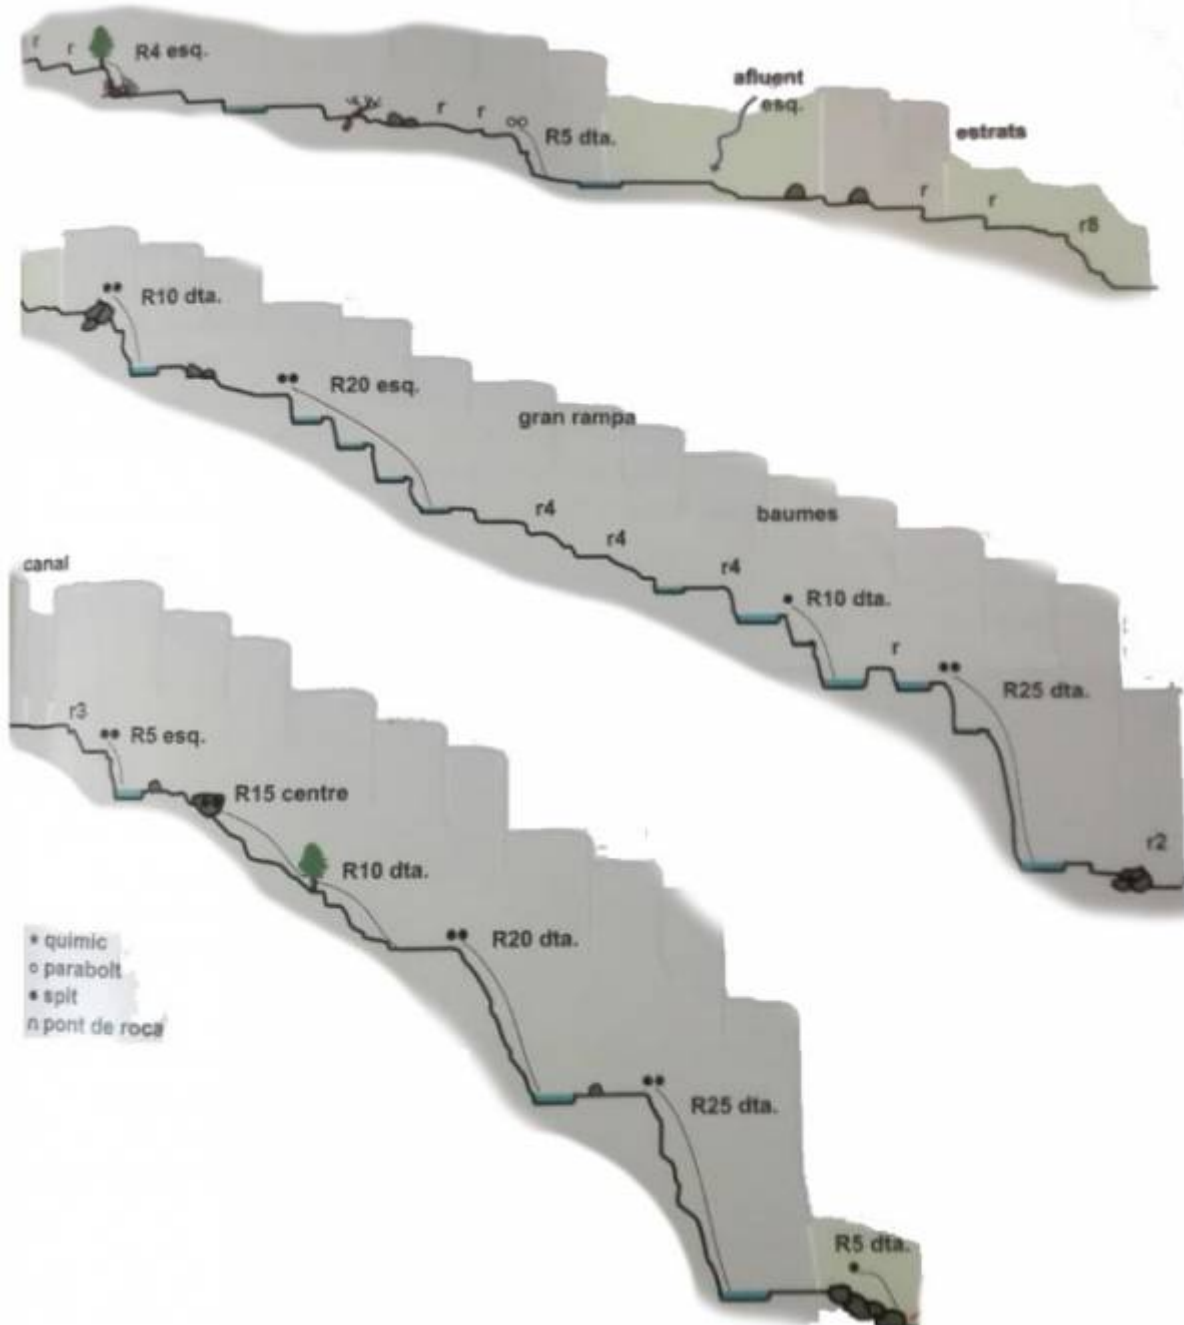 r
r
R4 esq.
r
r
R5 dta.
afluent
esq.
estrats
r
r
r8
R10 dta.
R20 esq.
gran rampa
r4
r4
baumes
r4
R10 dta.
r
R25 dta.
r2
canal
r3
R5 esq.
R15 centre
R10 dta.
R20 dta.
R25 dta.
R5 dta.
quimic
parabolt
spit
n pont de roca